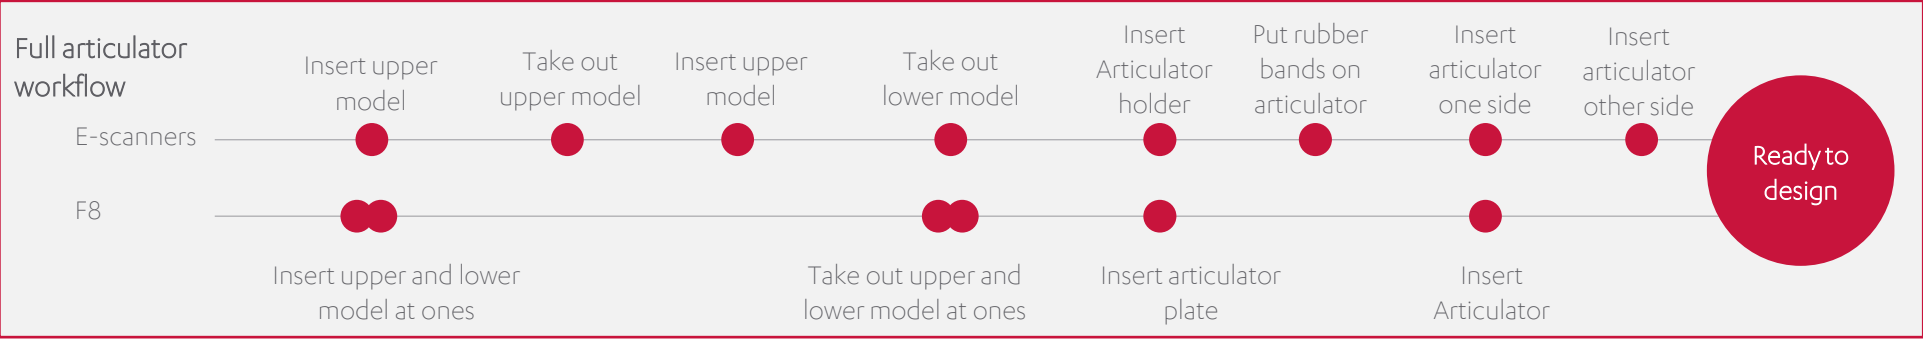 Full articulator
workflow
Insert upper
model
Take out
upper model
Insert upper
model
Take out
lower model
Insert
Articulator
holder
Put rubber
bands on
articulator
Insert
articulator
one side
Insert
articulator
other side
E-scanners
Ready to
design
F8
Insert upper and lower
model at ones
Take out upper and
lower model at ones
Insert articulator
plate
Insert
Articulator